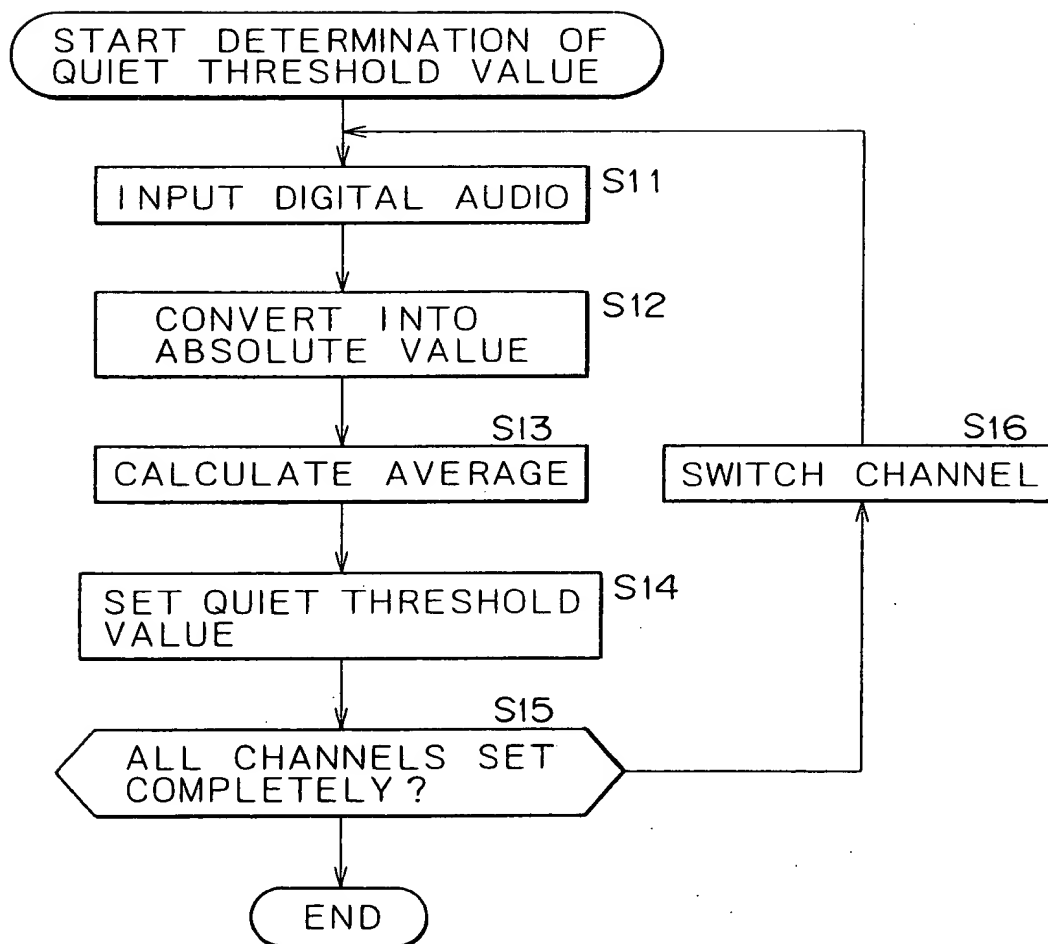 START DETERMINATION OF
QUIET THRESHOLD VALUE
INPUT DIGITAL AUDIO
S11
CONVERT INTO
ABSOLUTE VALUE
S12
S13
CALCULATE AVERAGE
S16
SWITCH CHANNEL
SET QUIET THRESHOLD
VALUE
S14
S15
ALL CHANNELS SET
COMPLETELY?
END